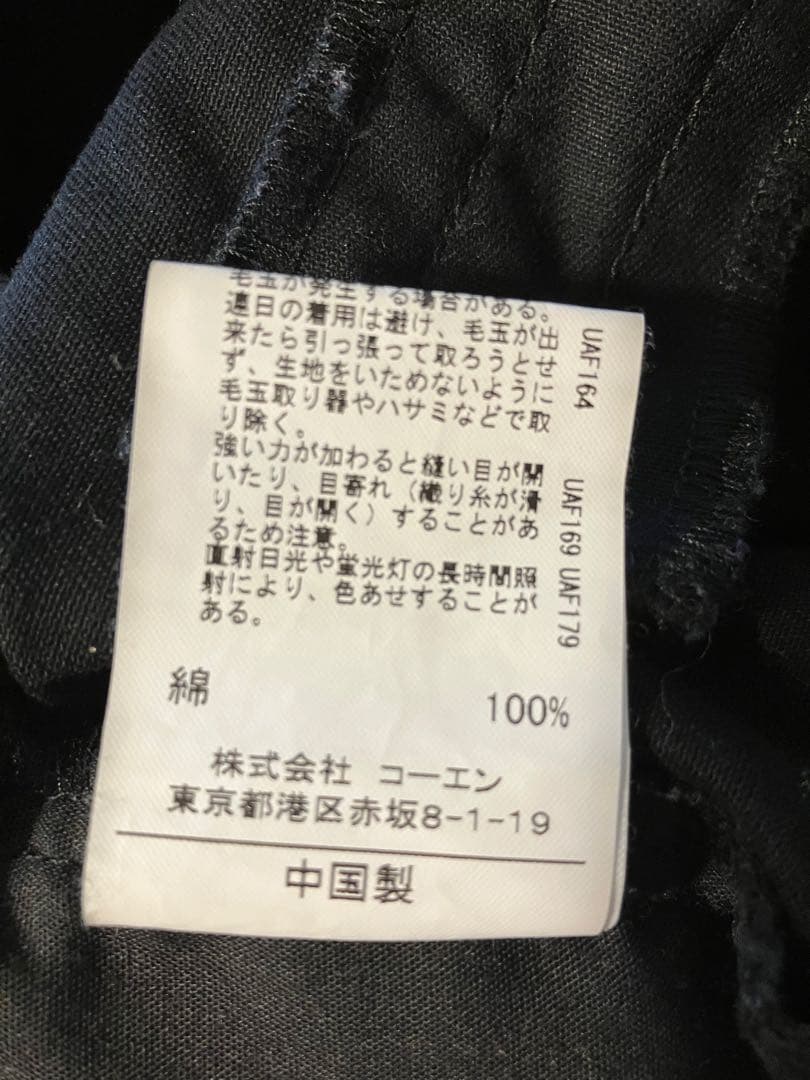 毛玉が発生する場合がある。
連日の着用は避け、毛玉が出
来たら引っ張って取ろうとせ
ず、生地をいためないように
毛玉取り器やハサミなどで取
り除く。
強い力が加わると縫い目が開
いたり、目寄れ（織り糸が滑
り、目が開く）することがあ
るため注意。
直射日光や蛍光灯の長時間照
射により、色あせすることが
ある。
UAF164
UAF169 UAF179
綿 100%
株式会社 コーエン
東京都港区赤坂8-1-19
中国製